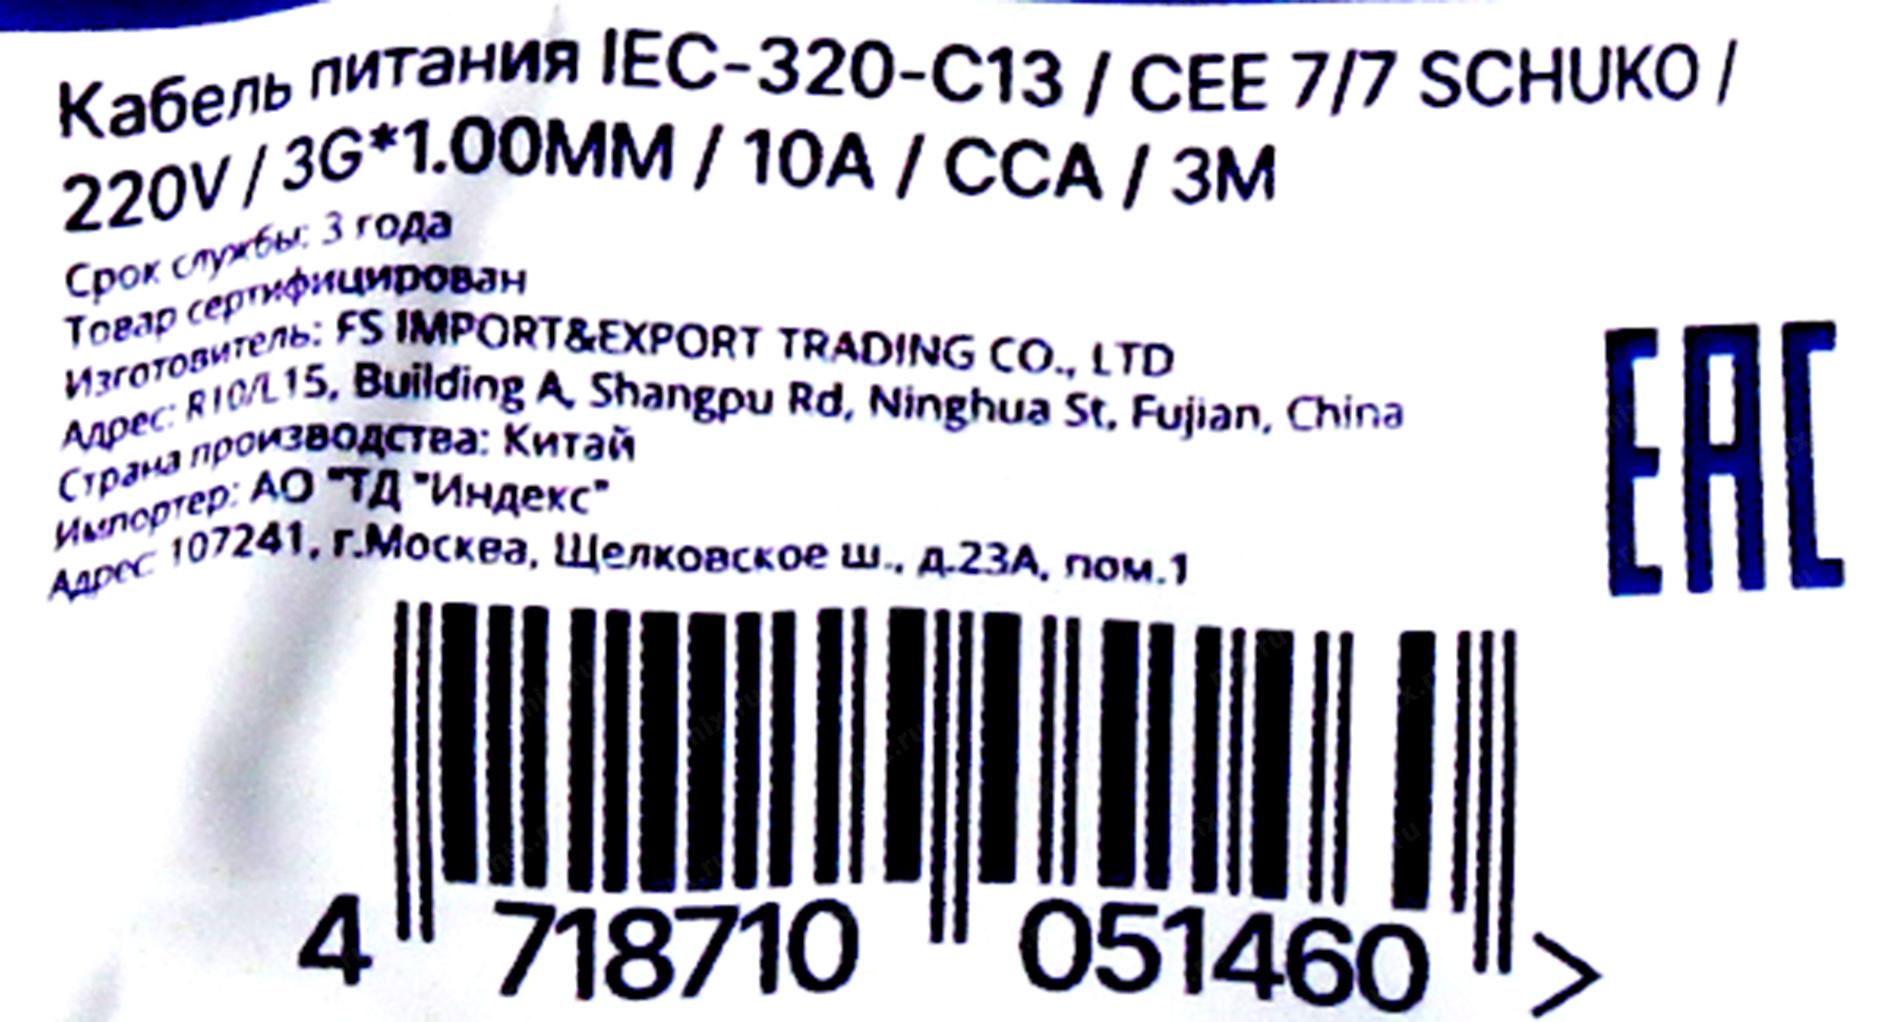 Кабель питания IEC-320-C13 / CEE 7/7 SCHUKO /
220V / 3G*1.00MM / 10A / CCA / 3M
Срок службы: 3 года
Товар сертифицирован
Изготовитель: FS IMPORT&EXPORT TRADING CO., LTD
Адрес: R10/L15, Building A, Shangpu Rd, Ninghua St, Fujian, China
Страна производства: Китай
Импортер: АО "ТД "Индекс"
Адрес: 107241, г.Москва, Щелковское ш., д.23А, пом.1
EAC
4 718710 051460 >